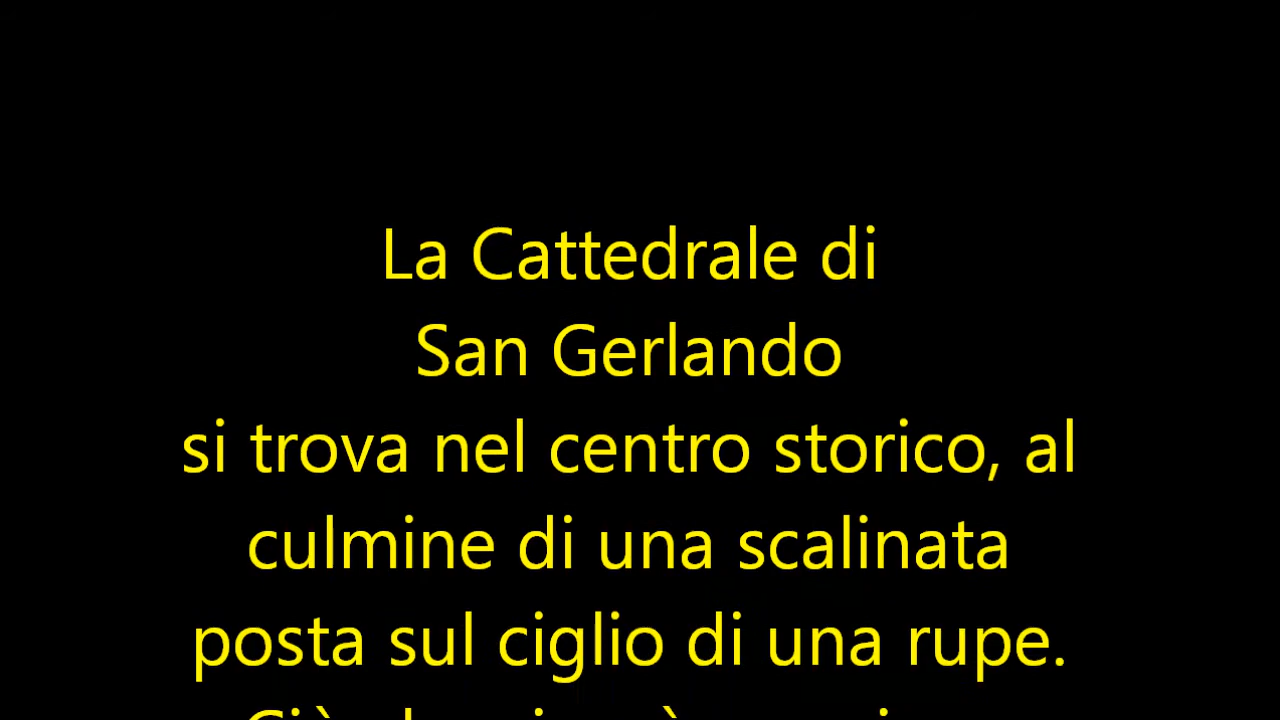 La Cattedrale di
San Gerlando
si trova nel centro storico, al
culmine di una scalinata
posta sul ciglio di una rupe.